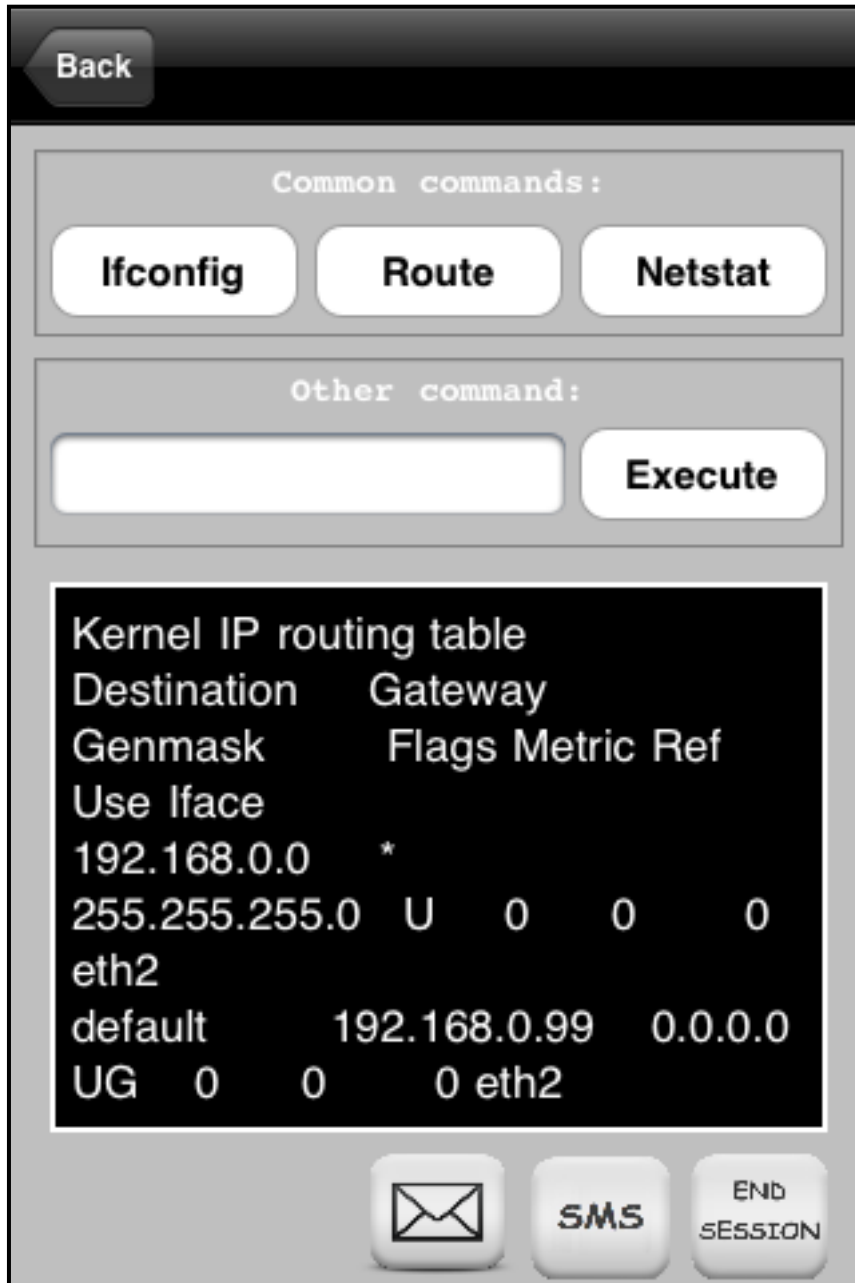 Back
Common commands:
Ifconfig Route Netstat
Other command:
Execute
Kernel IP routing table
Destination Gateway
Genmask Flags Metric Ref
Use Iface
192.168.0.0 *
255.255.255.0 U 0 0 0
eth2
default 192.168.0.99 0.0.0.0
UG 0 0 0 eth2
SMS
END
SESSION